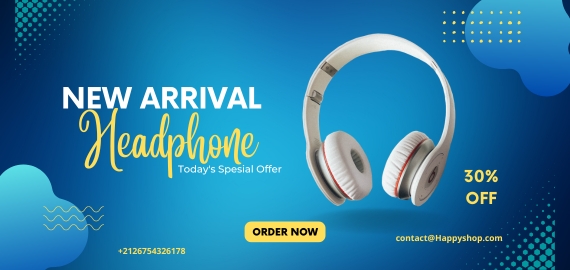 NEW ARRIVAL
Headphone
Today's Spesial Offer
30%
OFF
ORDER NOW
contact@Happyshop.com
+2126754326178